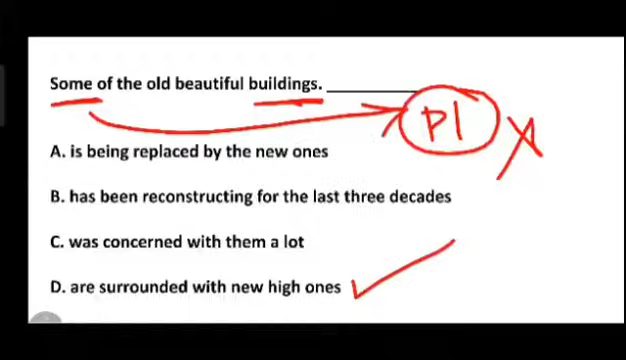 Some of the old beautiful buildings. __________
pl
A. is being replaced by the new ones
B. has been reconstructing for the last three decades
C. was concerned with them a lot
D. are surrounded with new high ones